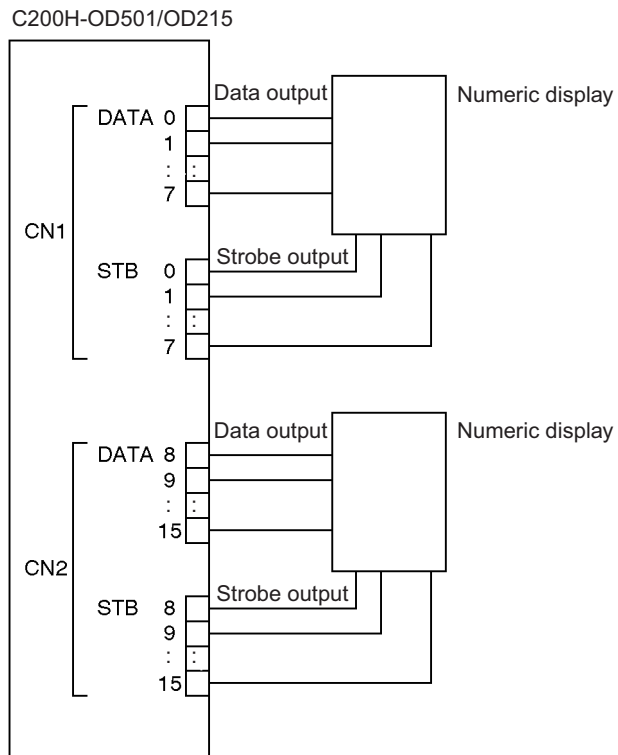 C200H-OD501/OD215
Data output
Numeric display
DATA 0
1
: :
7
CN1
Strobe output
STB 0
1
: :
7
Data output
Numeric display
DATA 8
9
: :
15
CN2
Strobe output
STB 8
9
: :
15